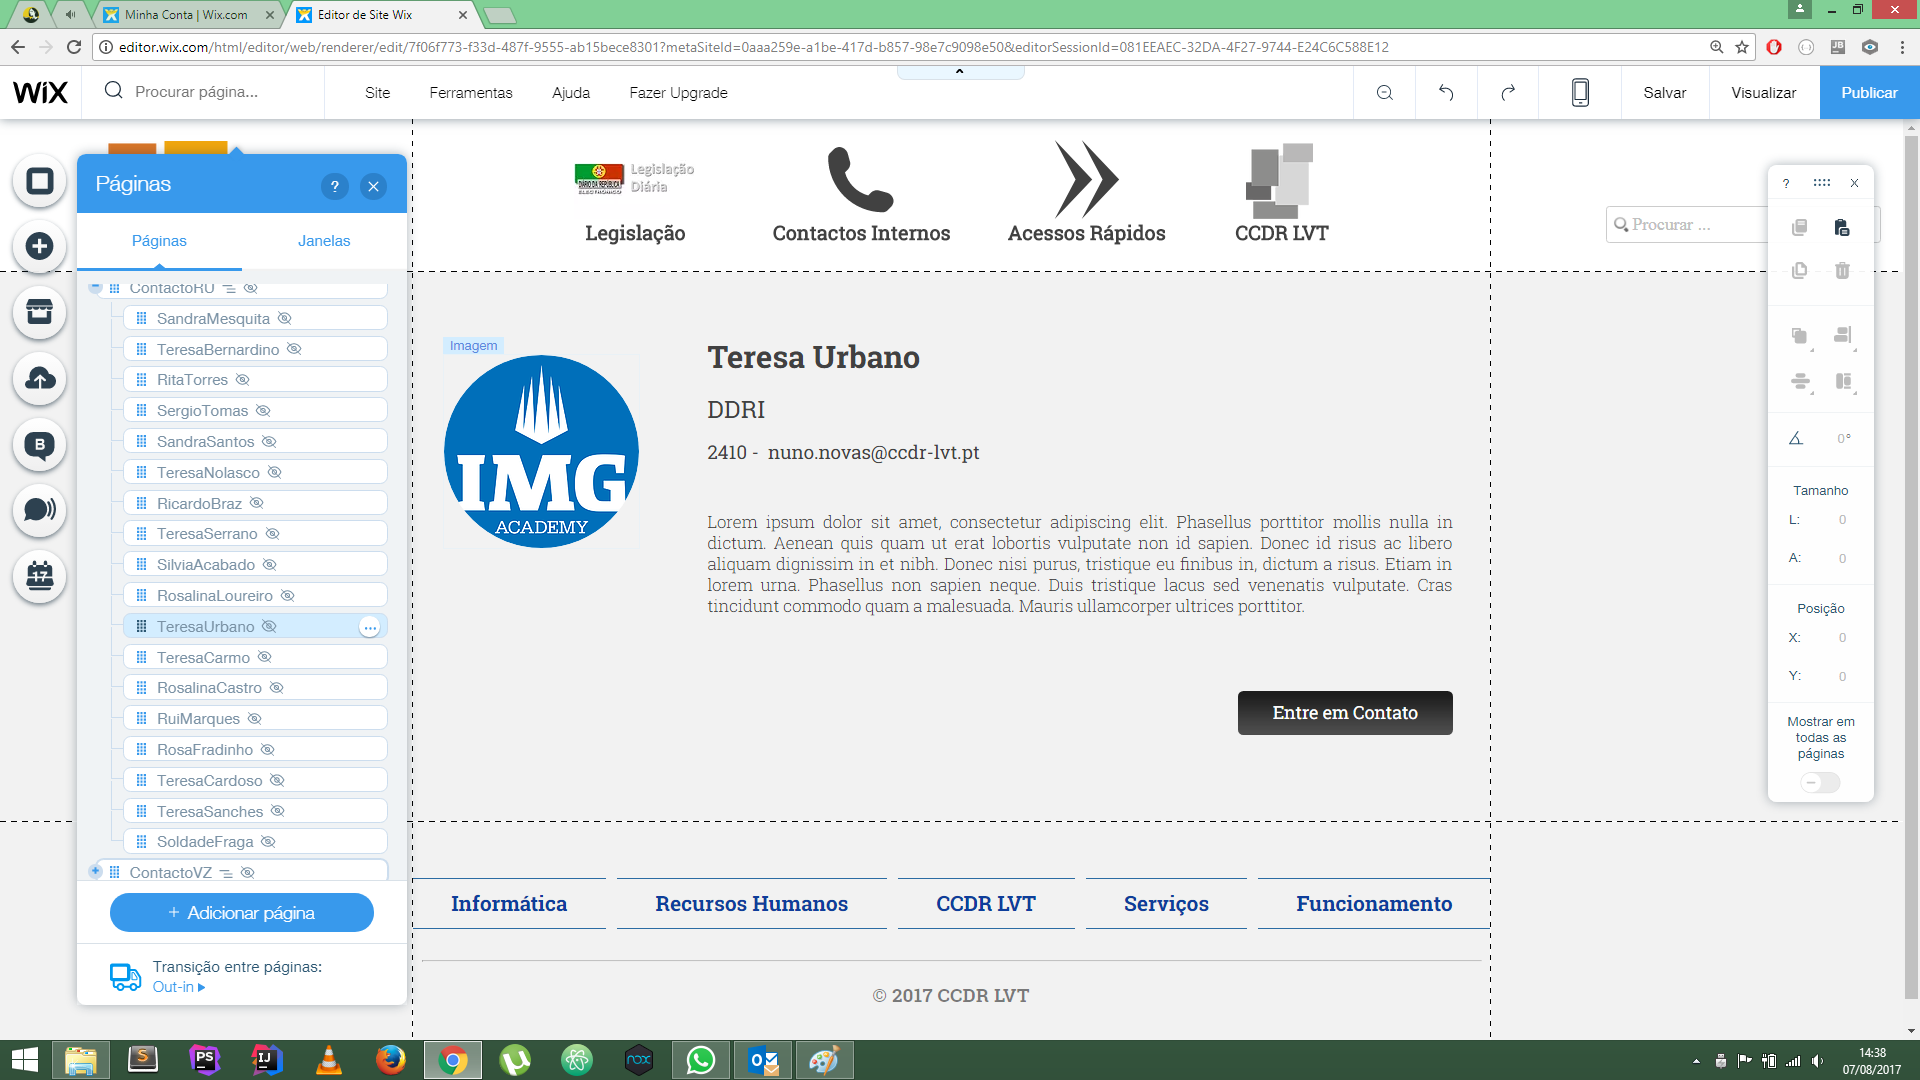 Minha Conta | Wix.com
Editor de Site Wix
editor.wix.com/html/editor/web/renderer/edit/7f06f773-f33d-487f-9555-ab15bece8301?metaSiteId=0aaa259e-a1be-417d-b857-98e7c9098e50&editorSessionId=081EEAEC-32DA-4F27-9744-E24C6C588E12
WiX
Procurar página...
Site
Ferramentas
Ajuda
Fazer Upgrade
Salvar
Visualizar
Publicar
Páginas
?
Páginas
Janelas
ContactoRU
SandraMesquita
TeresaBernardino
RitaTorres
SergioTomas
SandraSantos
TeresaNolasco
RicardoBraz
TeresaSerrano
SilviaAcabado
RosalinaLoureiro
TeresaUrbano
TeresaCarmo
RosalinaCastro
RuiMarques
RosaFradinho
TeresaCardoso
TeresaSanches
SoldadeFraga
ContactoVZ
+ Adicionar página
Transição entre páginas:
Out-in
B
17
Legislação
Diária
DIÁRIO DA REPÚBLICA
Legislação
Contactos Internos
Acessos Rápidos
CCDR LVT
Procurar ...
Imagem
IMG
ACADEMY
Teresa Urbano
DDRI
2410 - nuno.novas@ccdr-lvt.pt
Lorem ipsum dolor sit amet, consectetur adipiscing elit. Phasellus porttitor mollis nulla in
dictum. Aenean quis quam ut erat lobortis vulputate non id sapien. Donec id risus ac libero
aliquam dignissim in et nibh. Donec nisi purus, tristique eu finibus in, dictum a risus. Etiam in
lorem urna. Phasellus non sapien neque. Duis tristique lacus sed venenatis vulputate. Cras
tincidunt commodo quam a malesuada. Mauris ullamcorper ultrices porttitor.
Entre em Contato
Informática
Recursos Humanos
CCDR LVT
Serviços
Funcionamento
© 2017 CCDR LVT
?
0°
Tamanho
L: 0
A: 0
Posição
X: 0
Y: 0
Mostrar em
todas as
páginas
JB
S
PS
IJ
nox
14:38
07/08/2017